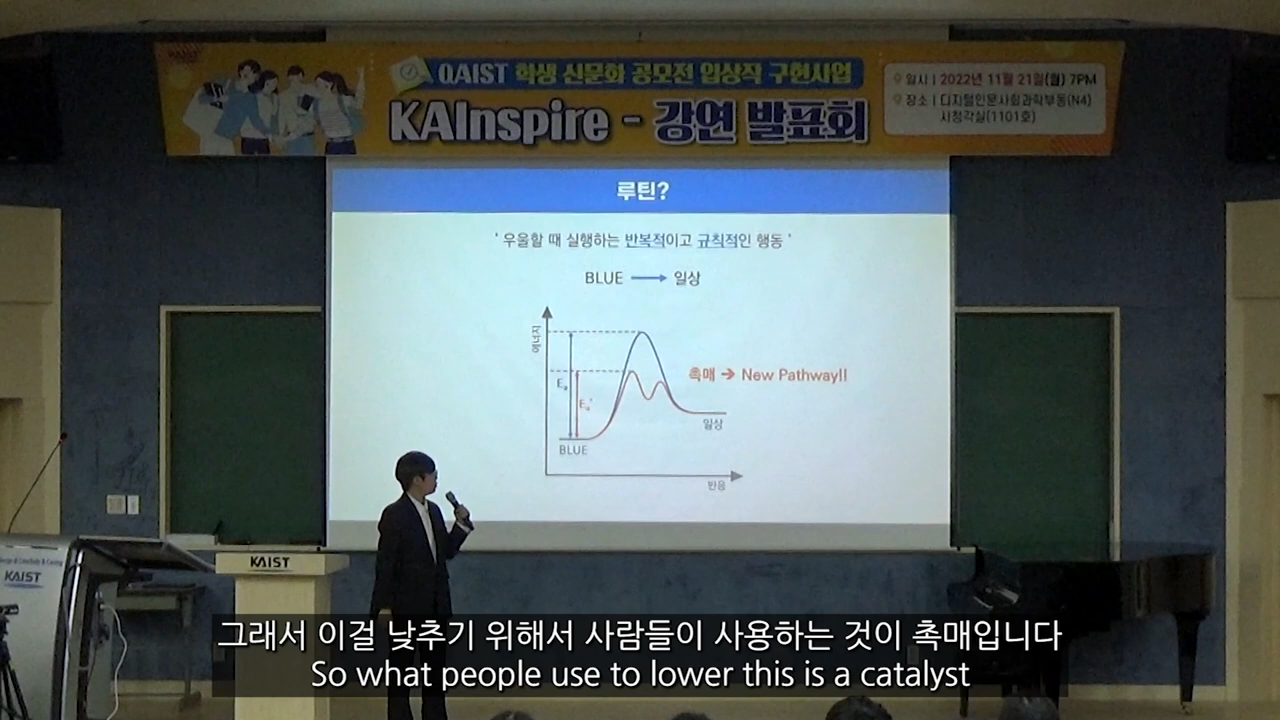 KAIST
QAIST 학생 신문화 공모전 입상작 구현사업
KAInspire - 강연 발표회
일시 | 2022년 11월 21일(월) 7PM
장소 | 디지털인문사회과학부동(N4)
시청각실(1101호)
루틴?
' 우울할 때 실행하는 반복적이고 규칙적인 행동 '
BLUE → 일상
에너지
Ea
Ea'
촉매 → New Pathway!!
일상
BLUE
반응
KAIST
KAIST
그래서 이걸 낮추기 위해서 사람들이 사용하는 것이 촉매입니다
So what people use to lower this is a catalyst